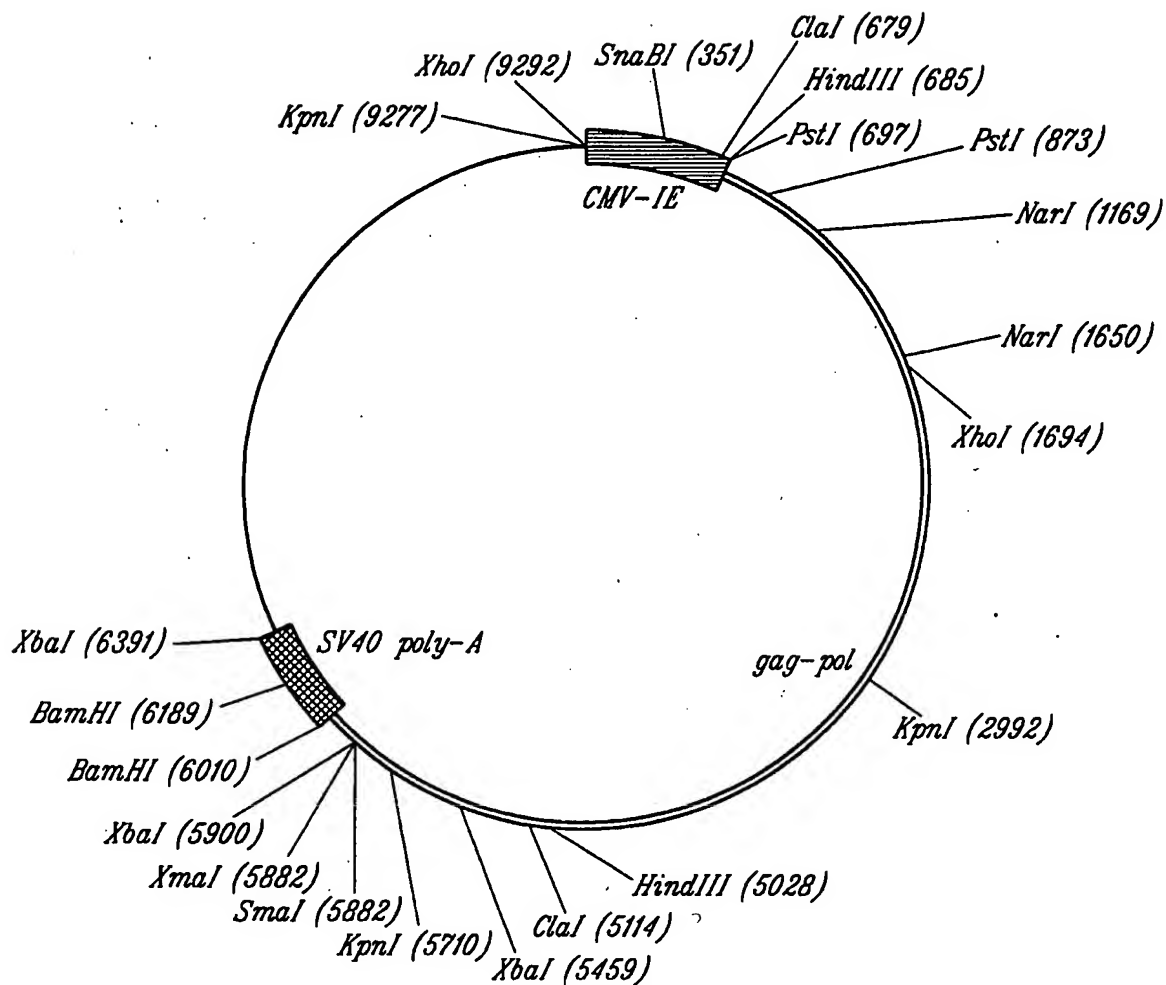 ClaI (679)
SnaBI (351)
XhoI (9292)
HindIII (685)
KpnI (9277)
PstI (697)
PstI (873)
CMV-IE
NarI (1169)
NarI (1650)
XhoI (1694)
XbaI (6391)
SV40 poly-A
gag-pol
BamHI (6189)
KpnI (2992)
BamHI (6010)
XbaI (5900)
XmaI (5882)
HindIII (5028)
SmaI (5882)
ClaI (5114)
KpnI (5710)
XbaI (5459)